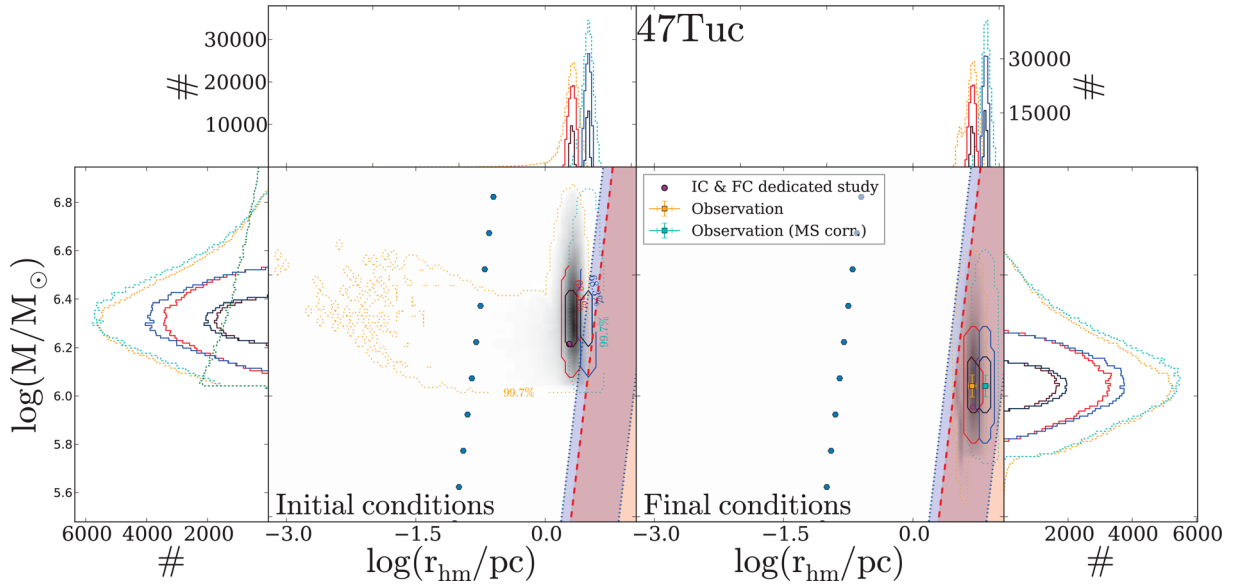 47Tuc
30000
20000
10000
#
30000
15000
#
IC & FC dedicated study
Observation
Observation (MS corr.)
log(M/M⊙)
6.8
6.6
6.4
6.2
6.0
5.8
5.6
99.7%
99.7%
Initial conditions
Final conditions
6000 4000 2000
#
−3.0 −1.5 0.0
log(r_hm/pc)
−3.0 −1.5 0.0
log(r_hm/pc)
2000 4000 6000
#